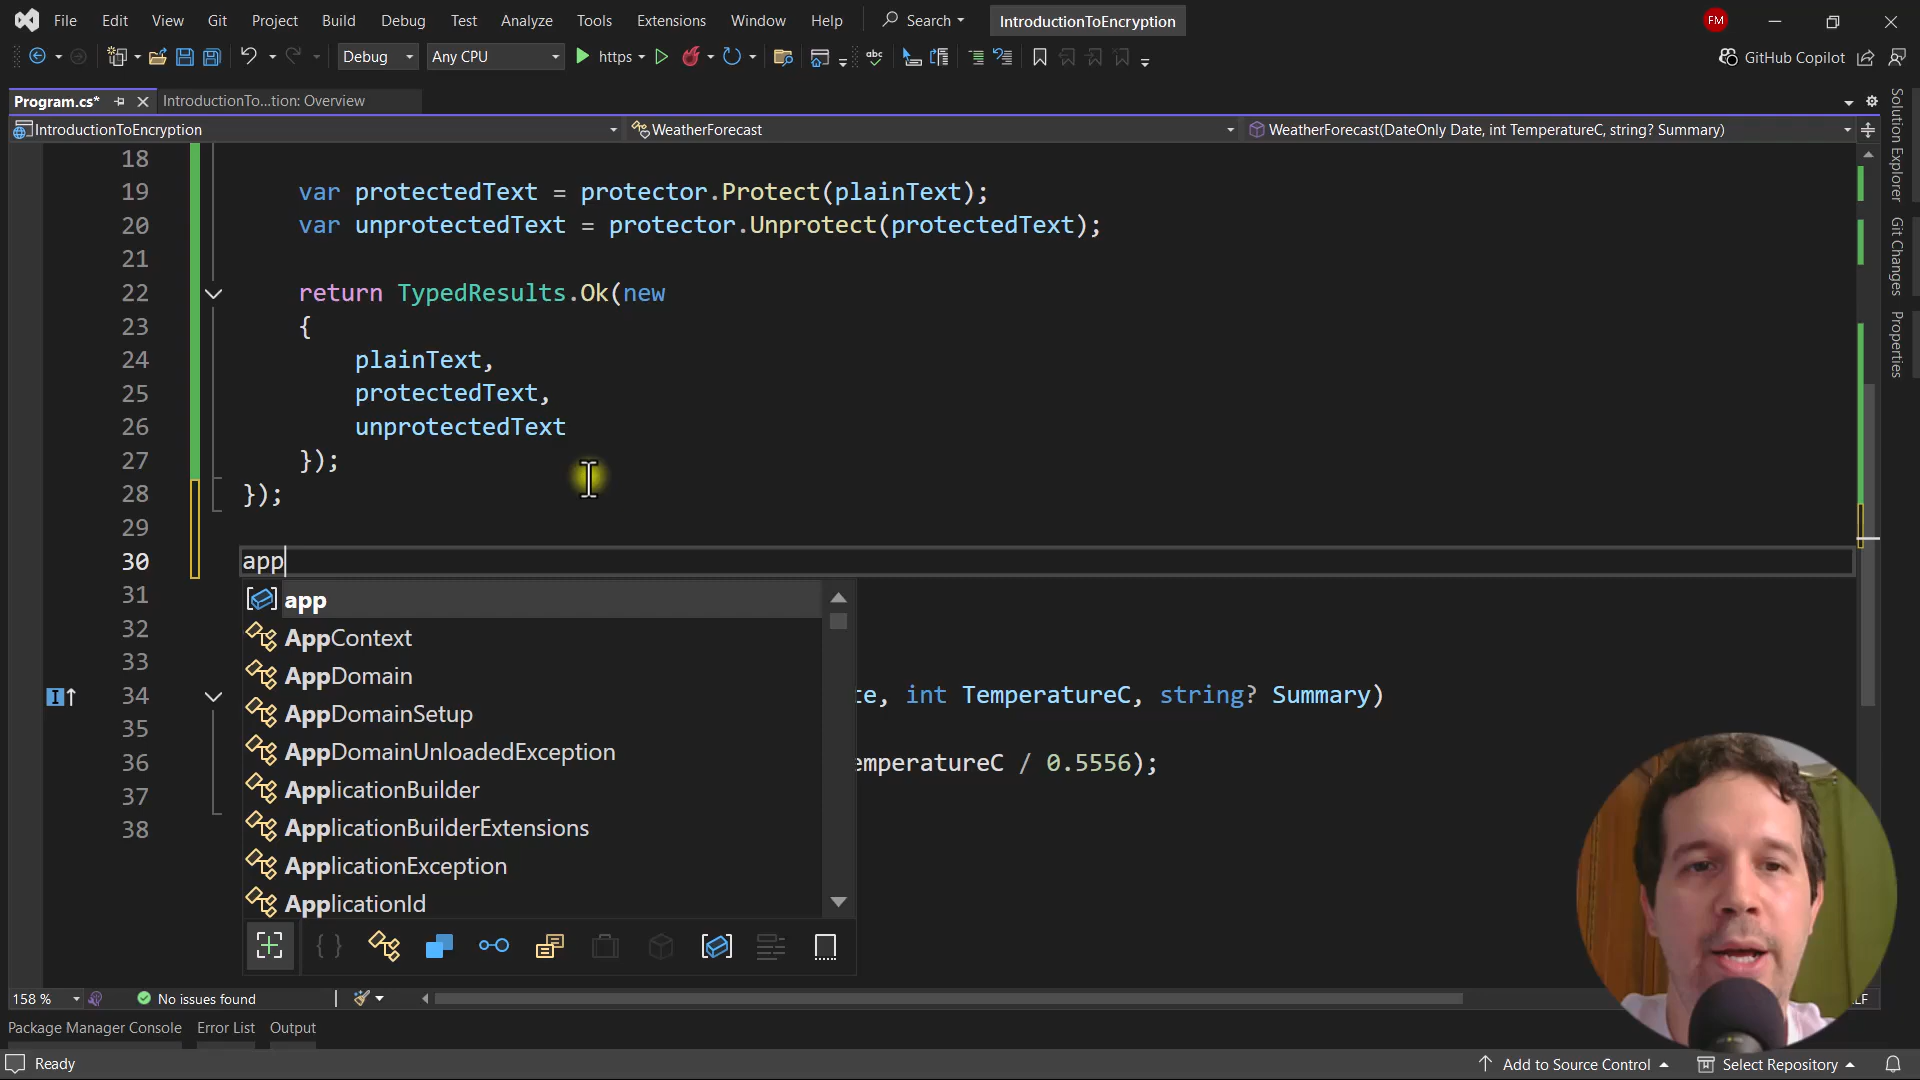 File Edit View Git Project Build Debug Test Analyze Tools Extensions Window Help Search IntroductionToEncryption FM
Debug Any CPU https GitHub Copilot
Program.cs* IntroductionTo...tion: Overview
IntroductionToEncryption WeatherForecast WeatherForecast(DateOnly Date, int TemperatureC, string? Summary)
18
19 var protectedText = protector.Protect(plainText);
20 var unprotectedText = protector.Unprotect(protectedText);
21
22 return TypedResults.Ok(new
23 {
24 plainText,
25 protectedText,
26 unprotectedText
27 });
28 });
29
30 app
31 app
32 AppContext
33 AppDomain
34 AppDomainSetup te, int TemperatureC, string? Summary)
35 AppDomainUnloadedException
36 ApplicationBuilder emperatureC / 0.5556);
37 ApplicationBuilderExtensions
38 ApplicationException
ApplicationId
Solution Explorer
Git Changes
Properties
158 % No issues found LF
Package Manager Console Error List Output
Ready Add to Source Control Select Repository